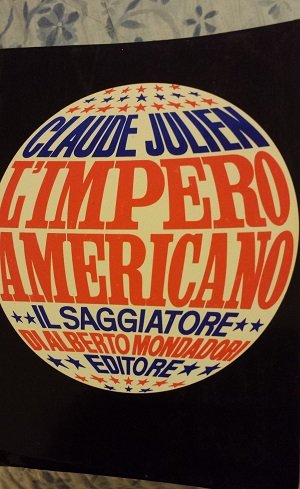 CLAUDE JULIEN
L'IMPERO
AMERICANO
IL SAGGIATORE
DI ALBERTO MONDADORI
EDITORE